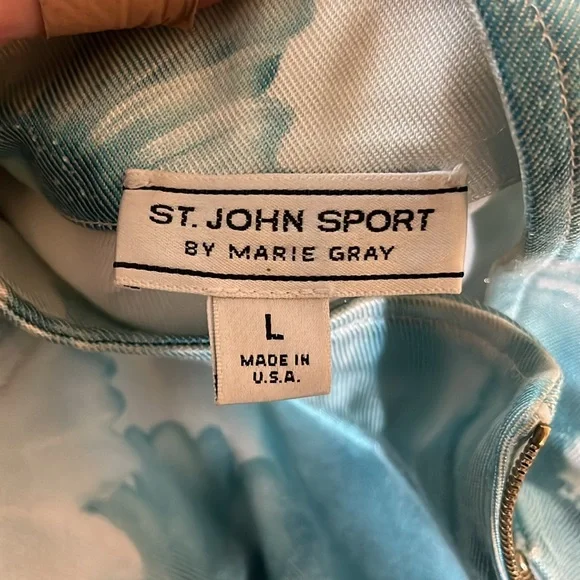 ST. JOHN SPORT
BY MARIE GRAY
L
MADE IN
U.S.A.